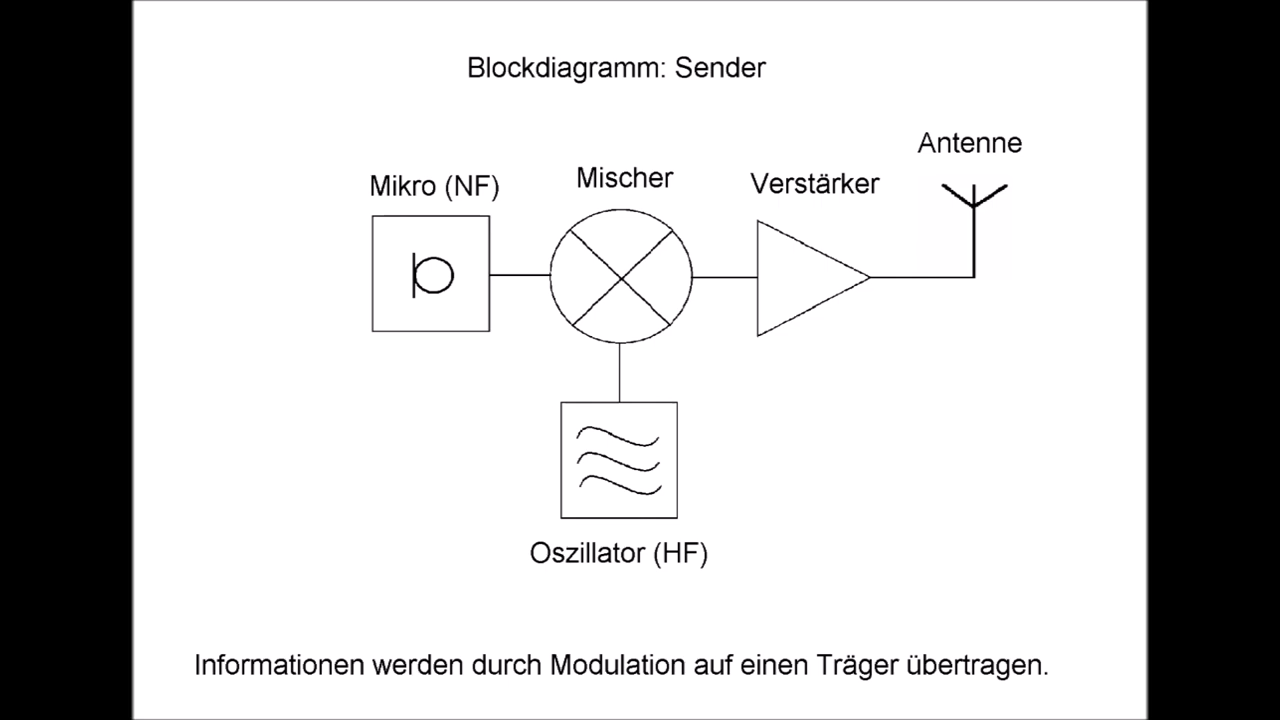 Blockdiagramm: Sender
Antenne
Mikro (NF)
Mischer
Verstärker
Oszillator (HF)
Informationen werden durch Modulation auf einen Träger übertragen.